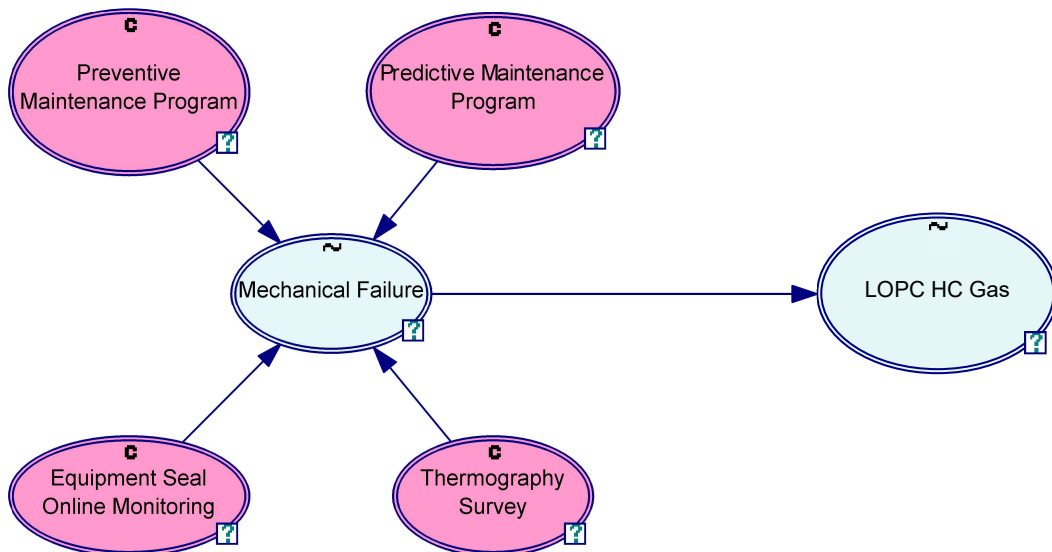 C
Preventive
Maintenance Program
?
C
Predictive Maintenance
Program
?
~
Mechanical Failure
?
~
LOPC HC Gas
?
C
Equipment Seal
Online Monitoring
?
C
Thermography
Survey
?